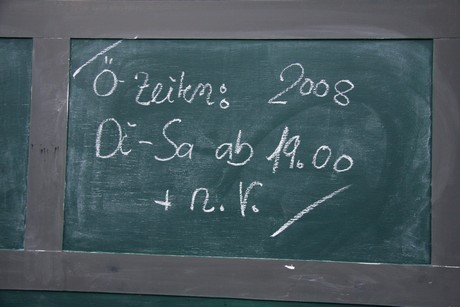 Ö-Zeiten: 2008
Di-Sa ab 19.00
+ n.V.